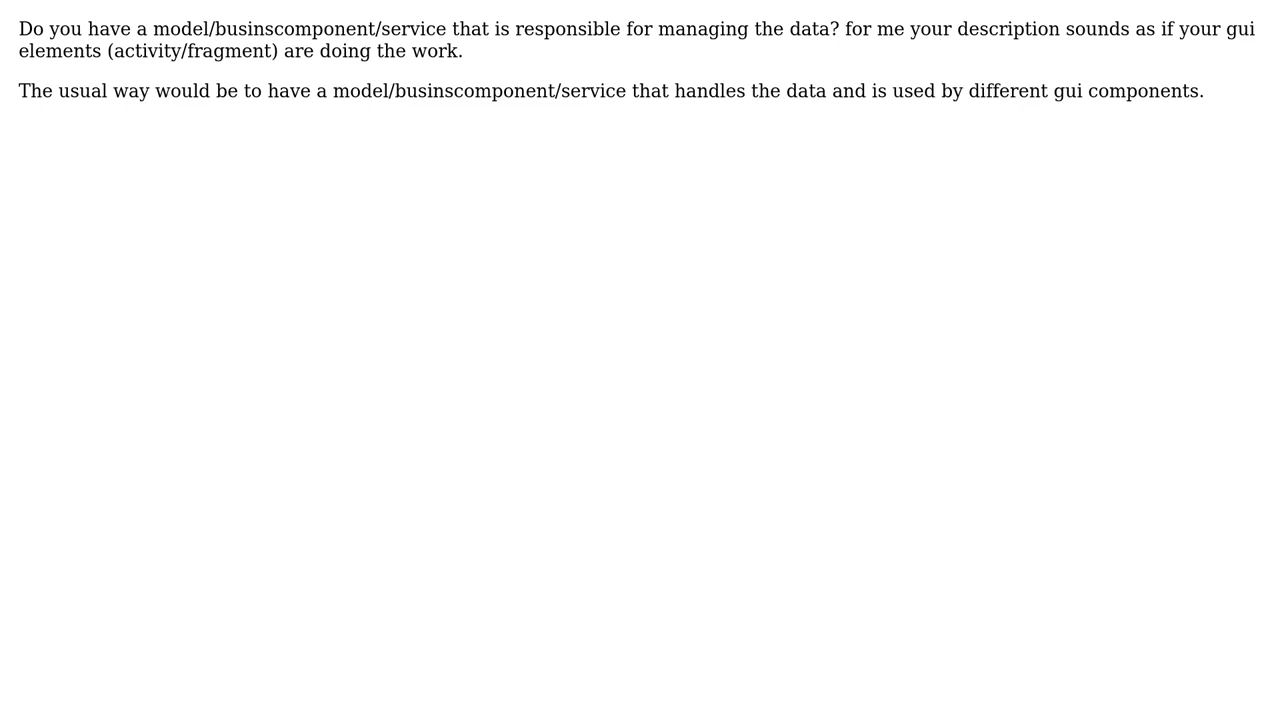 Do you have a model/businscomponent/service that is responsible for managing the data? for me your description sounds as if your gui
elements (activity/fragment) are doing the work.
The usual way would be to have a model/businscomponent/service that handles the data and is used by different gui components.